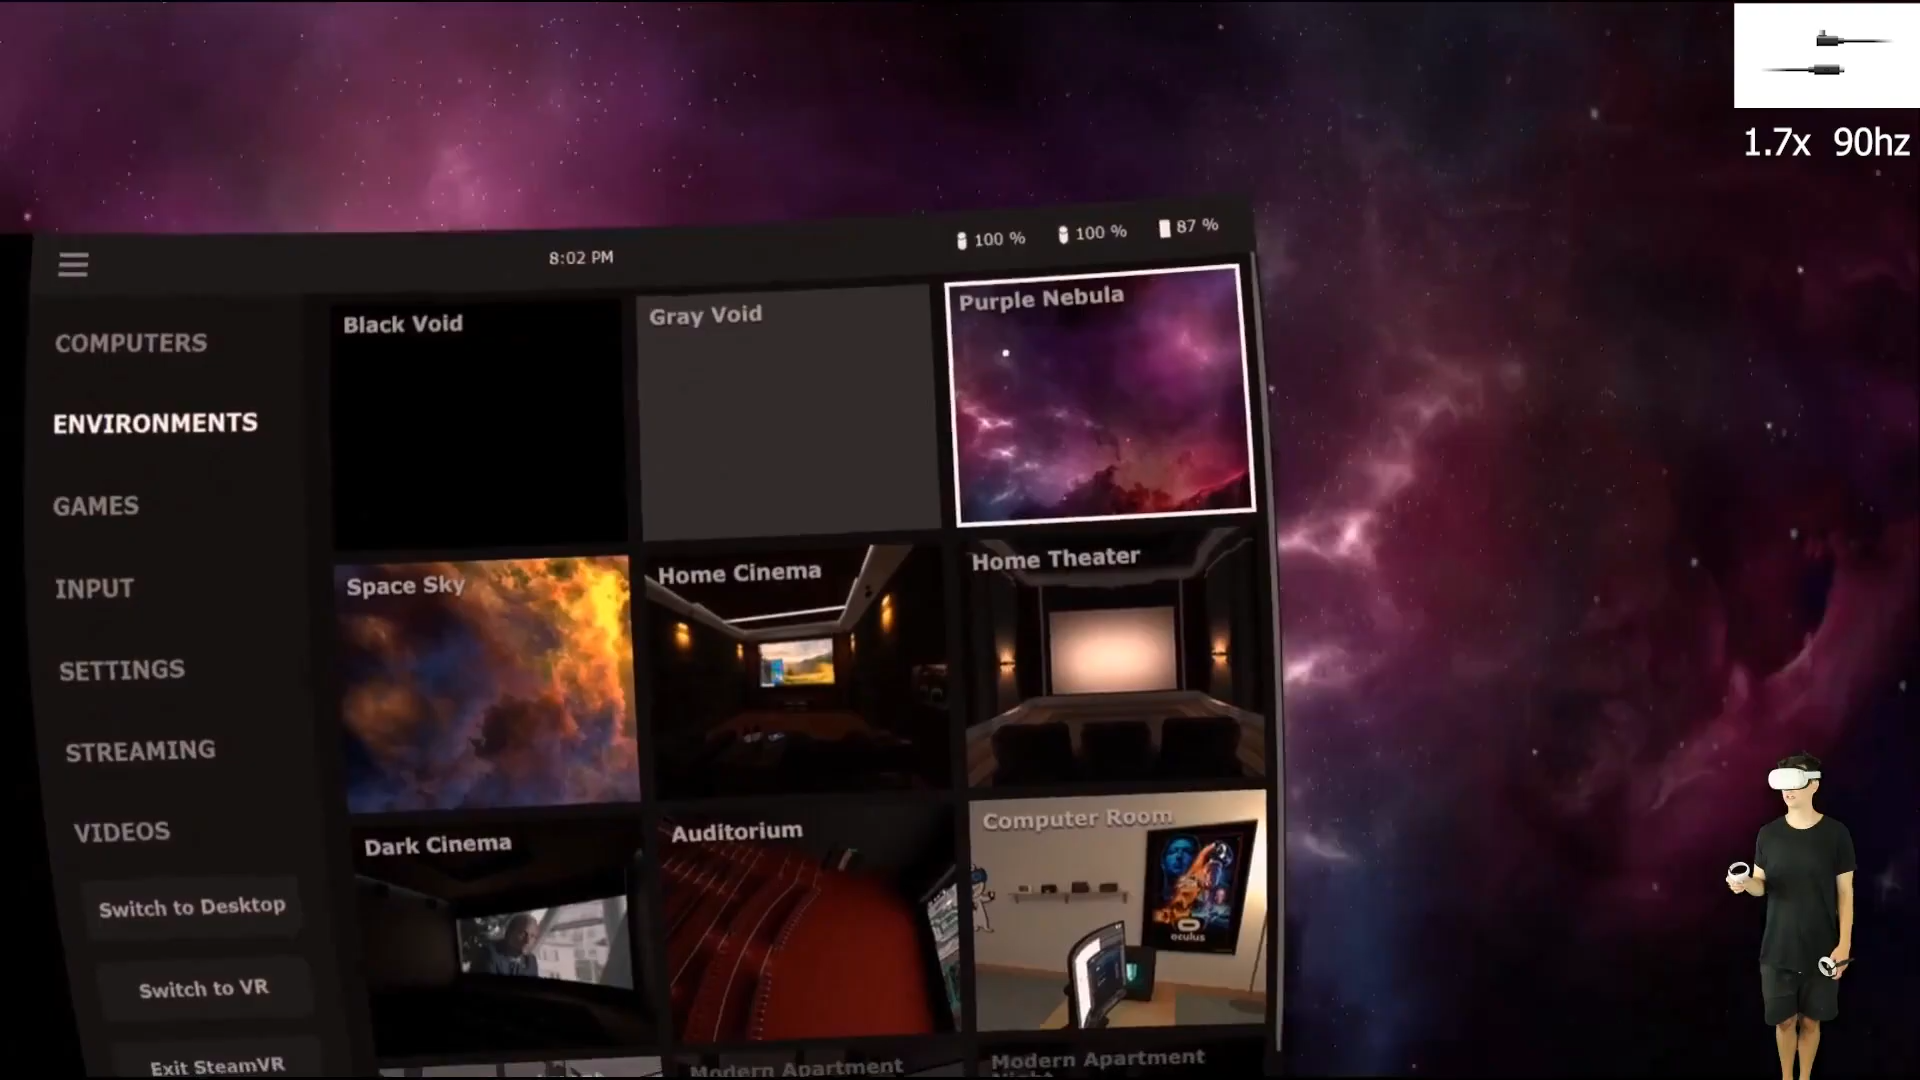 1.7x 90hz
8:02 PM
100 %
100 %
87 %
COMPUTERS
ENVIRONMENTS
GAMES
INPUT
SETTINGS
STREAMING
VIDEOS
Switch to Desktop
Switch to VR
Exit SteamVR
Black Void
Gray Void
Purple Nebula
Space Sky
Home Cinema
Home Theater
Dark Cinema
Auditorium
Computer Room
oculus
Modern Apartment
Modern Apartment
Night